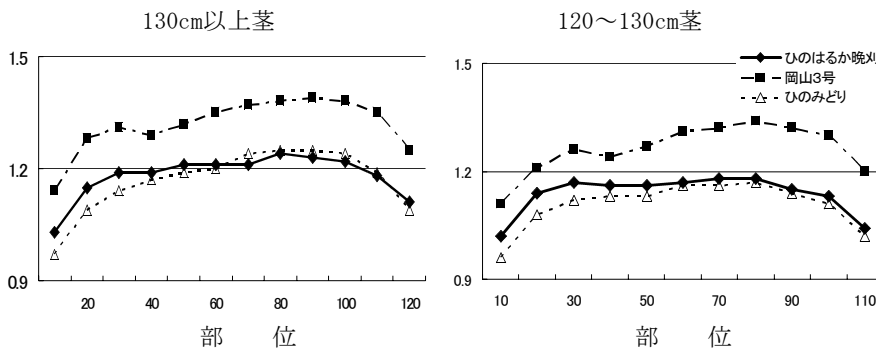 130cm以上茎
1.5
1.2
0.9
20 40 60 80 100 120
部 位
120～130cm茎
1.5
1.2
0.9
10 30 50 70 90 110
部 位
ひのはるか晩刈
岡山3号
ひのみどり